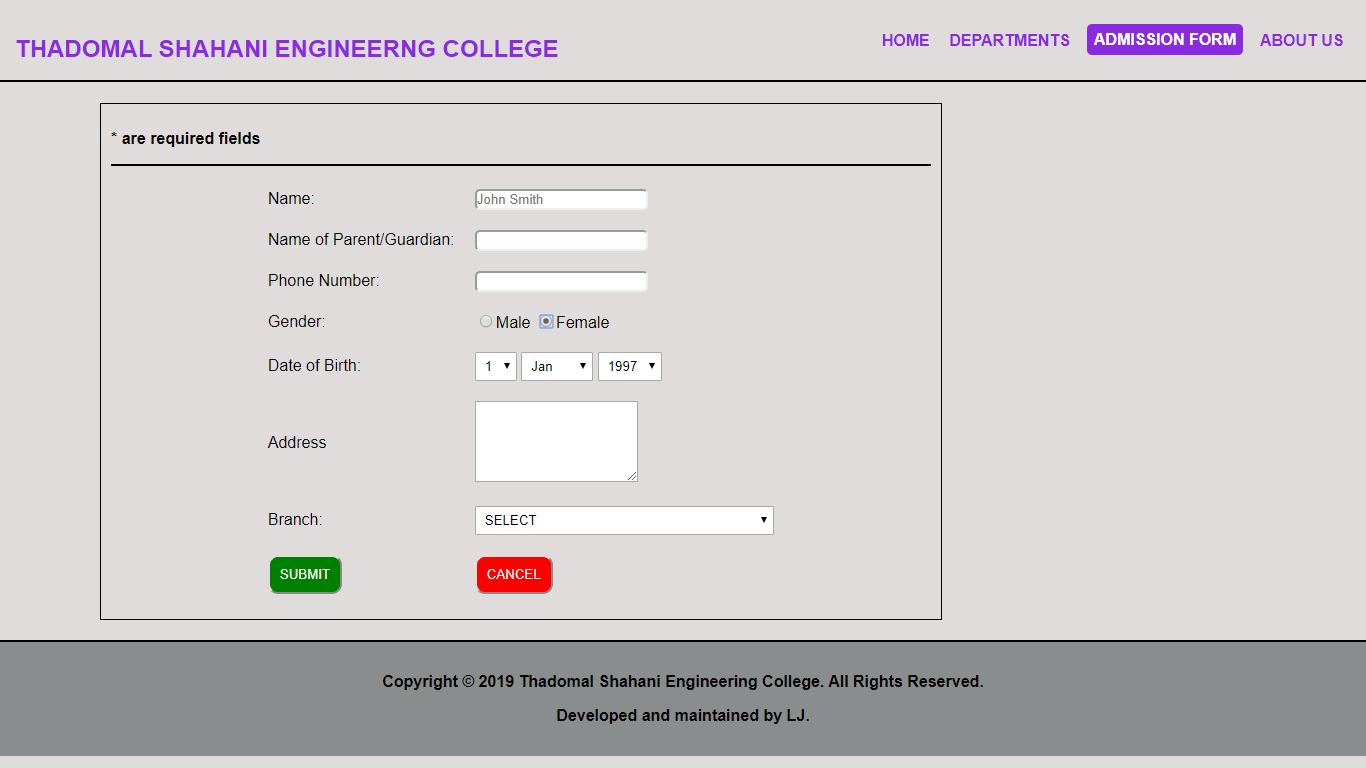 THADOMAL SHAHANI ENGINEERNG COLLEGE
HOME DEPARTMENTS ADMISSION FORM ABOUT US
* are required fields
Name: John Smith
Name of Parent/Guardian:
Phone Number:
Gender: Male Female
Date of Birth: 1 Jan 1997
Address
Branch: SELECT
SUBMIT CANCEL
Copyright © 2019 Thadomal Shahani Engineering College. All Rights Reserved.
Developed and maintained by LJ.